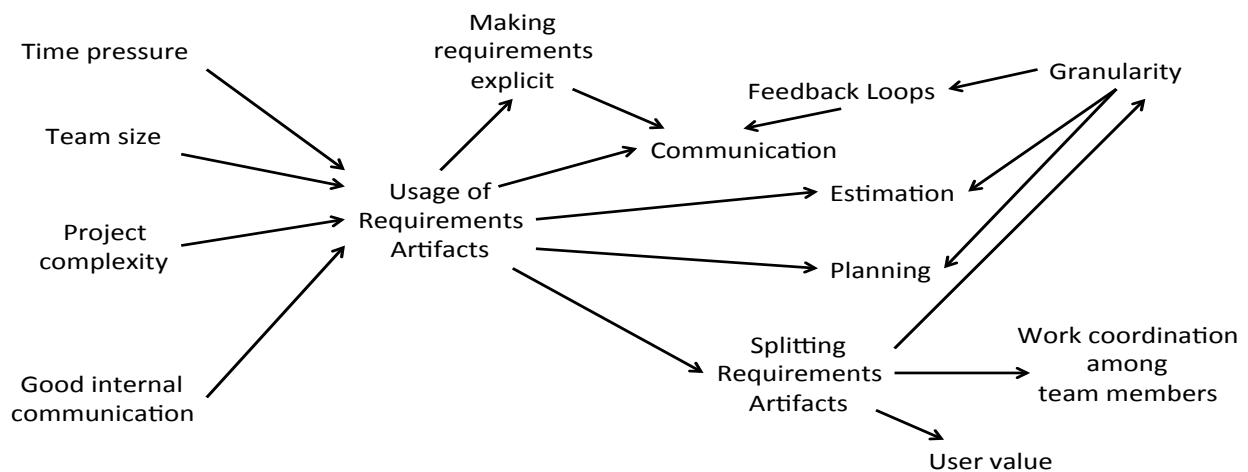 Time pressure
Team size
Project
complexity
Good internal
communication
Making
requirements
explicit
Usage of
Requirements
Artifacts
Feedback Loops
Granularity
Communication
Estimation
Planning
Splitting
Requirements
Artifacts
Work coordination
among
team members
User value